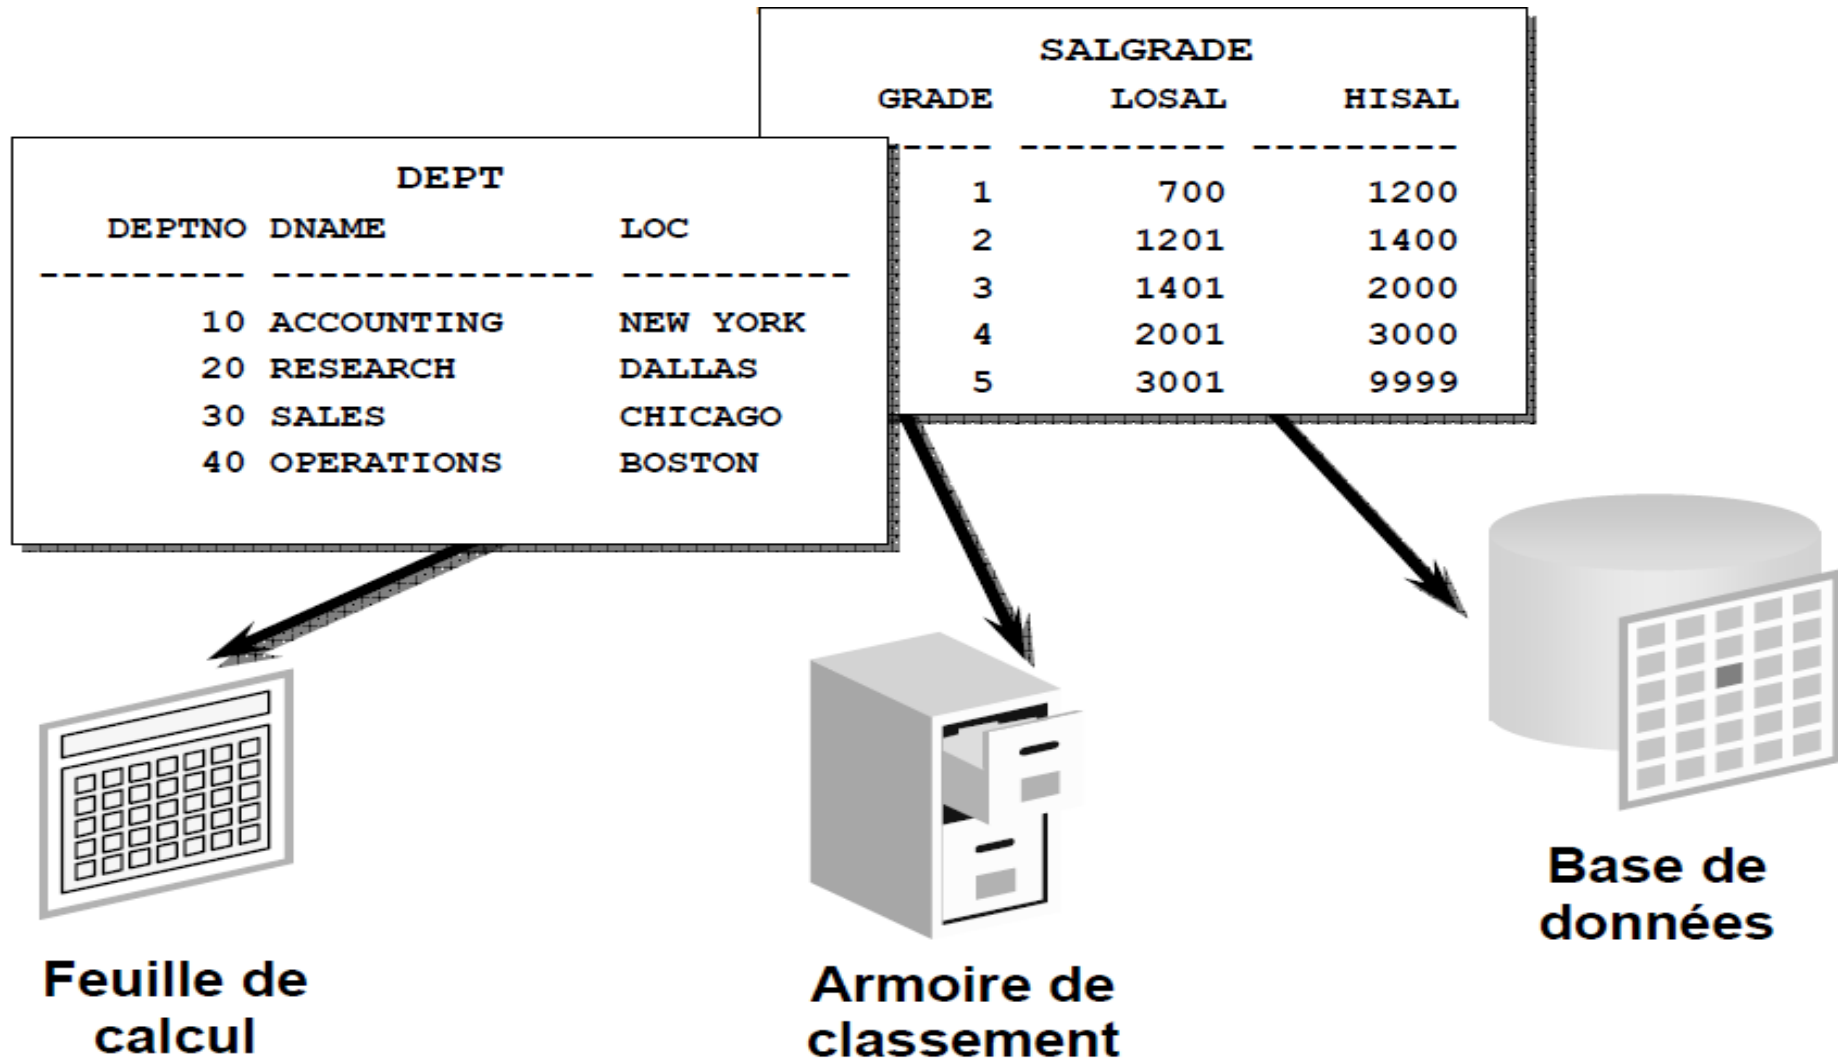 SALGRADE
GRADE LOSAL HISAL
----- --------- ---------
1 700 1200
2 1201 1400
3 1401 2000
4 2001 3000
5 3001 9999
DEPT
DEPTNO DNAME LOC
--------- -------------- ----------
10 ACCOUNTING NEW YORK
20 RESEARCH DALLAS
30 SALES CHICAGO
40 OPERATIONS BOSTON
Feuille de
calcul
Armoire de
classement
Base de
données